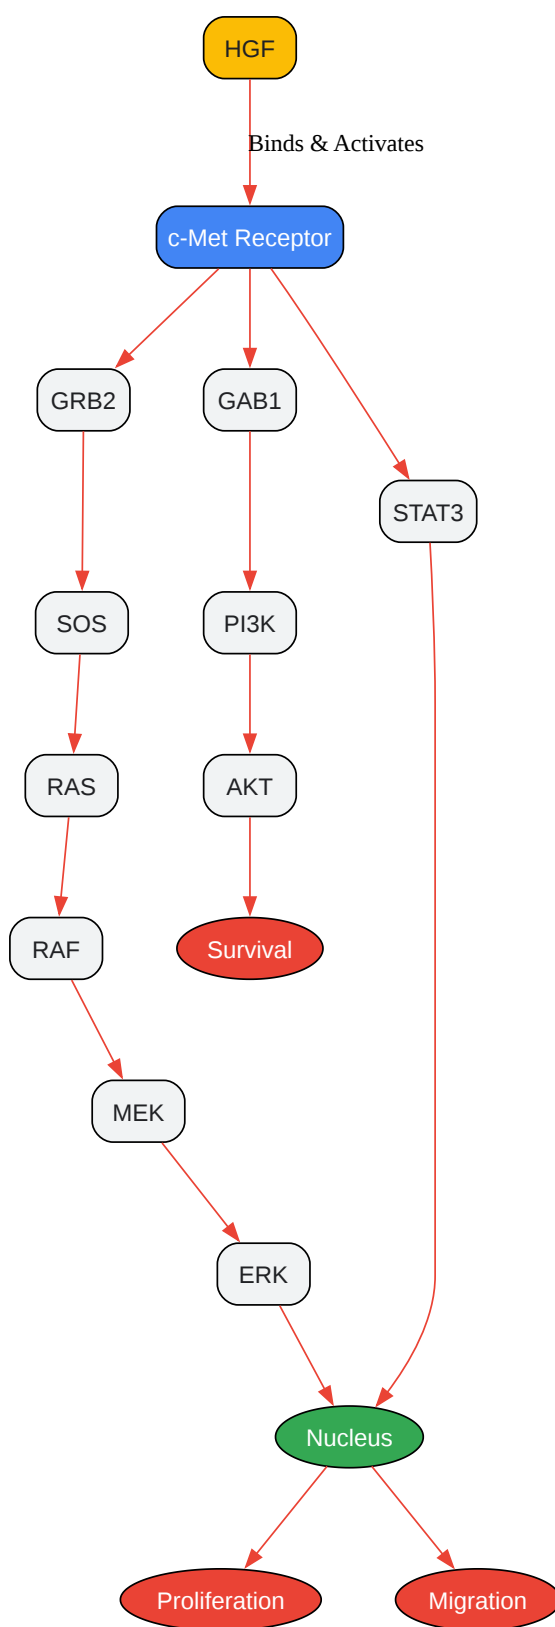 HGF
Binds & Activates
c-Met Receptor
GRB2
GAB1
STAT3
SOS
PI3K
RAS
AKT
RAF
Survival
MEK
ERK
Nucleus
Proliferation
Migration